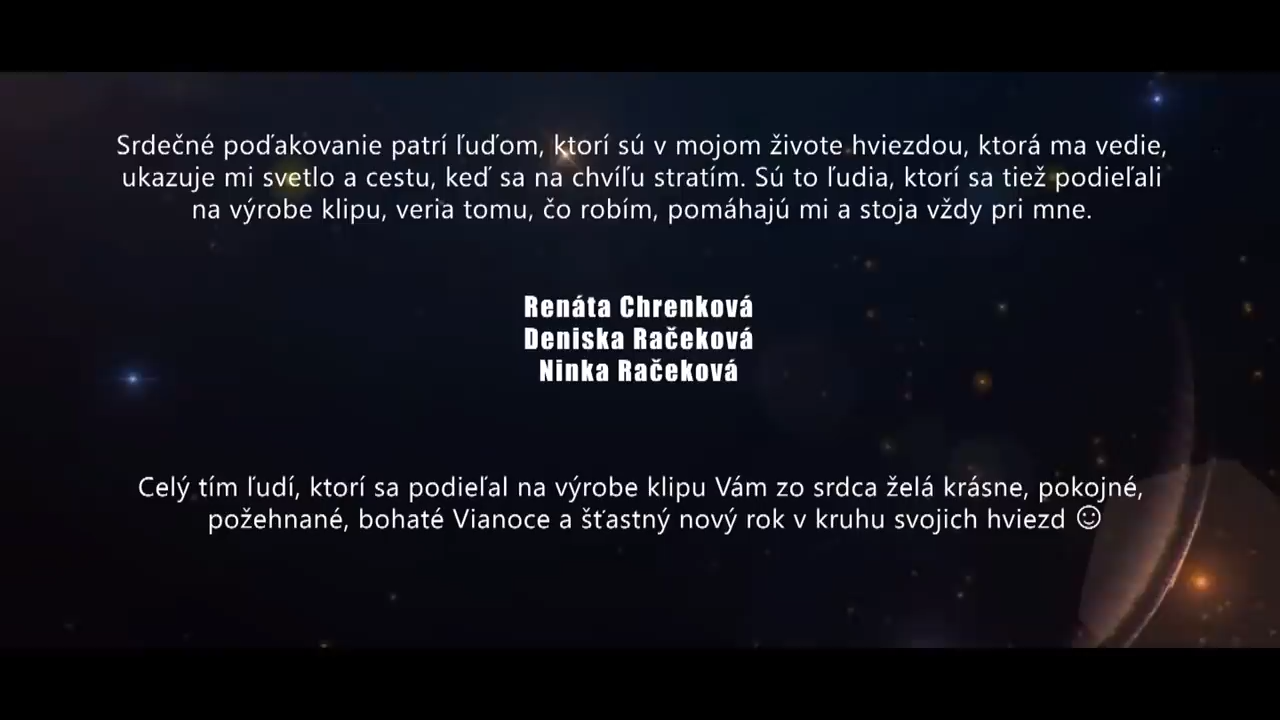 Srdečné poďakovanie patrí ľuďom, ktorí sú v mojom živote hviezdou, ktorá ma vedie,
ukazuje mi svetlo a cestu, keď sa na chvíľu stratím. Sú to ľudia, ktorí sa tiež podieľali
na výrobe klipu, veria tomu, čo robím, pomáhajú mi a stoja vždy pri mne.
Renáta Chrenková
Deniska Račeková
Ninka Račeková
Celý tím ľudí, ktorí sa podieľal na výrobe klipu Vám zo srdca želá krásne, pokojné,
požehnané, bohaté Vianoce a šťastný nový rok v kruhu svojich hviezd ☺